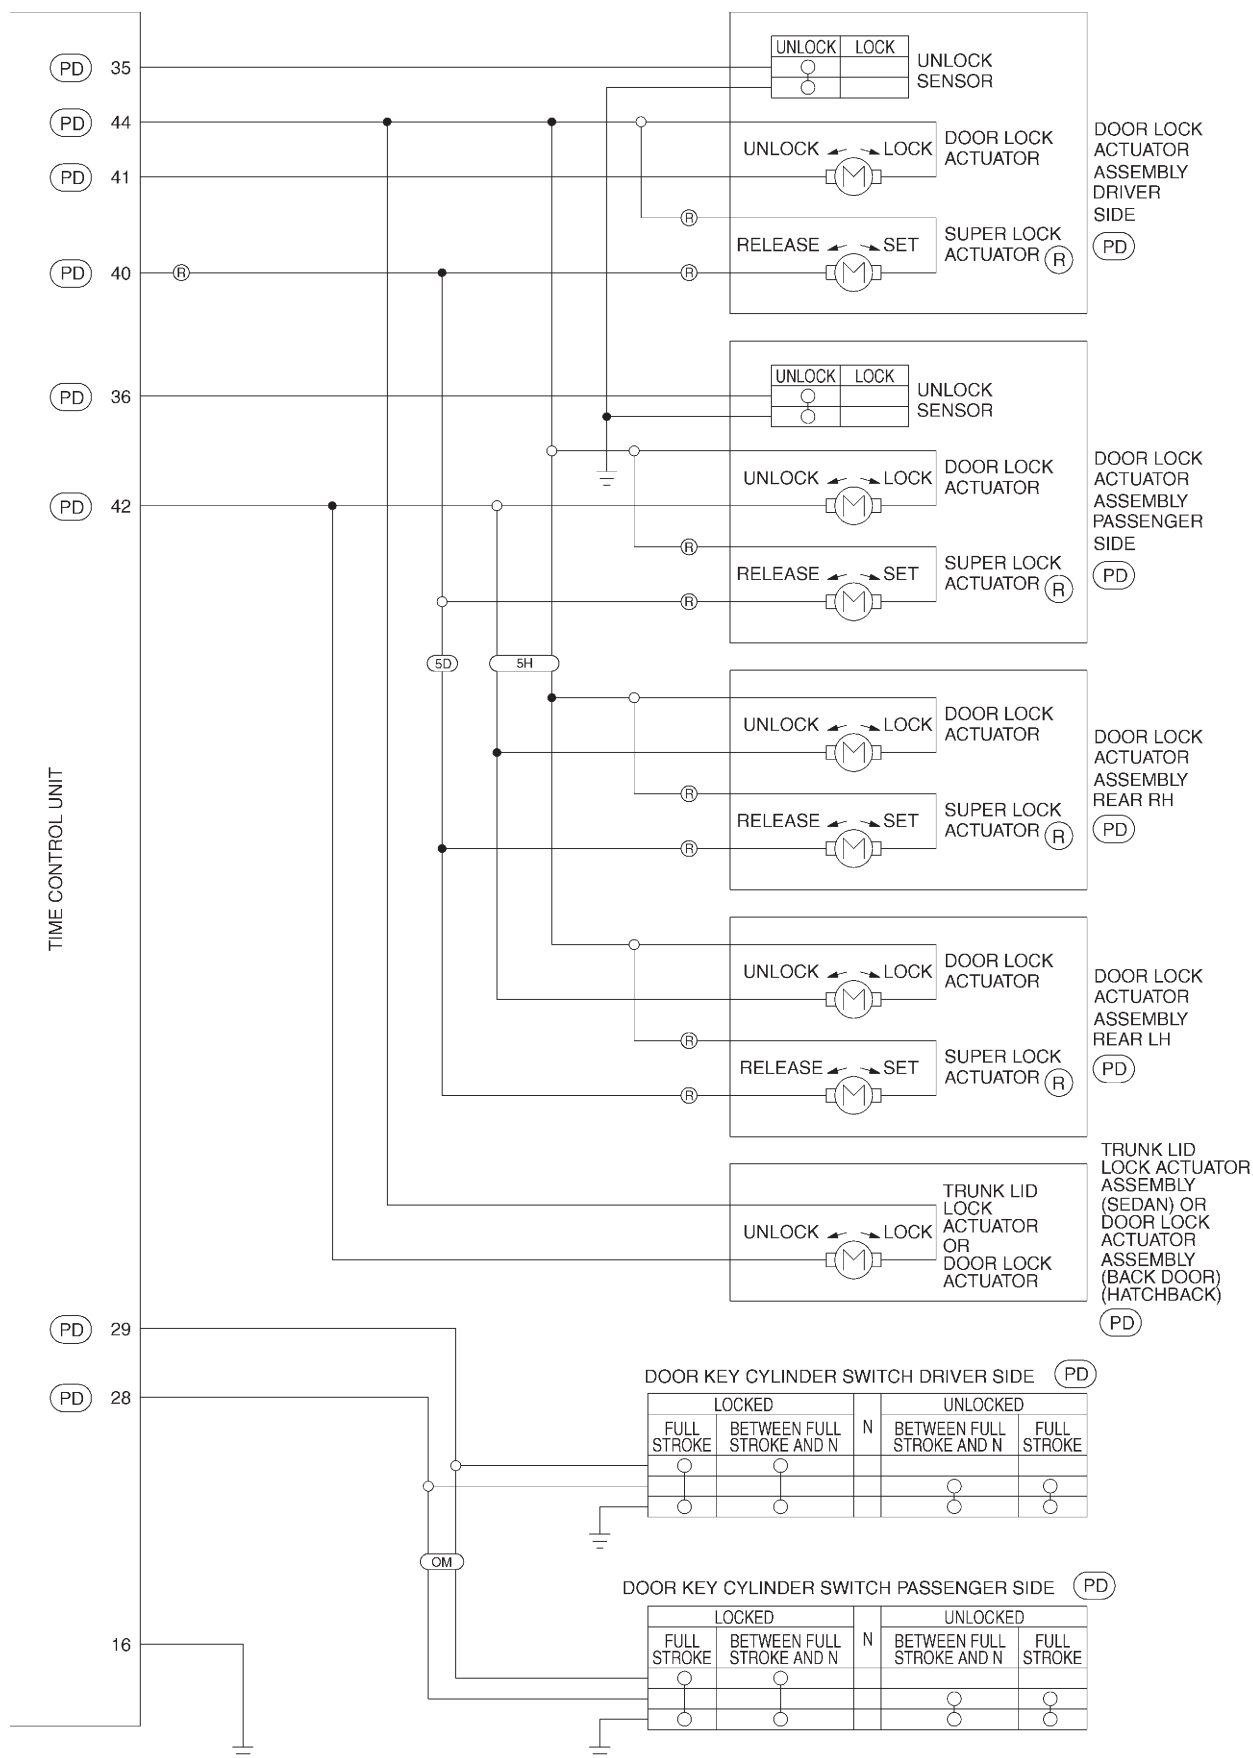 UNLOCK LOCK
PD 35
UNLOCK
SENSOR
PD 44
UNLOCK LOCK
DOOR LOCK
ACTUATOR
PD 41
R
RELEASE SET
SUPER LOCK
ACTUATOR R
PD 40 R R
DOOR LOCK
ACTUATOR
ASSEMBLY
DRIVER
SIDE
PD
UNLOCK LOCK
PD 36
UNLOCK
SENSOR
UNLOCK LOCK
DOOR LOCK
ACTUATOR
PD 42
R
RELEASE SET
SUPER LOCK
ACTUATOR R
R
DOOR LOCK
ACTUATOR
ASSEMBLY
PASSENGER
SIDE
PD
5D 5H
UNLOCK LOCK
DOOR LOCK
ACTUATOR
R
RELEASE SET
SUPER LOCK
ACTUATOR R
R
DOOR LOCK
ACTUATOR
ASSEMBLY
REAR RH
PD
TIME CONTROL UNIT
UNLOCK LOCK
DOOR LOCK
ACTUATOR
R
RELEASE SET
SUPER LOCK
ACTUATOR R
R
DOOR LOCK
ACTUATOR
ASSEMBLY
REAR LH
PD
UNLOCK LOCK
TRUNK LID
LOCK
ACTUATOR
OR
DOOR LOCK
ACTUATOR
TRUNK LID
LOCK ACTUATOR
ASSEMBLY
(SEDAN) OR
DOOR LOCK
ACTUATOR
ASSEMBLY
(BACK DOOR)
(HATCHBACK)
PD
M
M
M
M
M
M
M
M
M
PD 29
PD 28
DOOR KEY CYLINDER SWITCH DRIVER SIDE PD
LOCKED N UNLOCKED
FULL
STROKE
BETWEEN FULL
STROKE AND N
BETWEEN FULL
STROKE AND N
FULL
STROKE
OM
DOOR KEY CYLINDER SWITCH PASSENGER SIDE PD
LOCKED N UNLOCKED
FULL
STROKE
BETWEEN FULL
STROKE AND N
BETWEEN FULL
STROKE AND N
FULL
STROKE
16